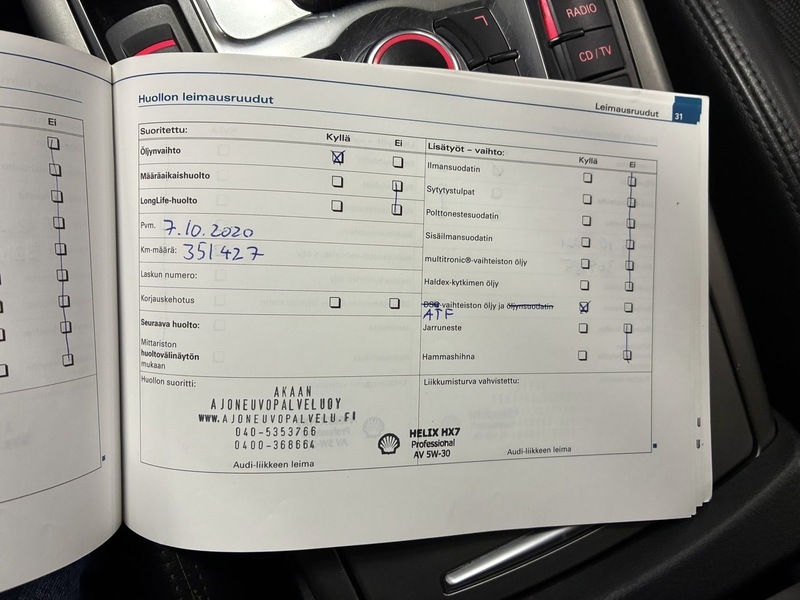 RADIO
CD/TV
Huollon leimausruudut
Leimausruudut 31
Ei
Suoritettu:
Kyllä
Ei
Öljynvaihto
Määräaikaishuolto
LongLife-huolto
Pvm. 7.10.2020
Km-määrä: 351427
Laskun numero:
Korjauskehotus
Seuraava huolto:
Mittariston
huoltovälinäytön
mukaan
Huollon suoritti:
AKAAN
AJONEUVOPALVELUOY
WWW.AJONEUVOPALVELU.FI
040-5353766
0400-368664
Audi-liikkeen leima
Lisätyöt – vaihto:
Kyllä
Ei
Ilmansuodatin
Sytytystulpat
Polttonestesuodatin
Sisäilmansuodatin
multitronic®-vaihteiston öljy
Haldex-kytkimen öljy
DSG-vaihteiston öljy ja öljynsuodatin
ATF
Jarruneste
Hammashihna
Liikkumisturva vahvistettu:
HELIX HX7
Professional
AV 5W-30
Audi-liikkeen leima